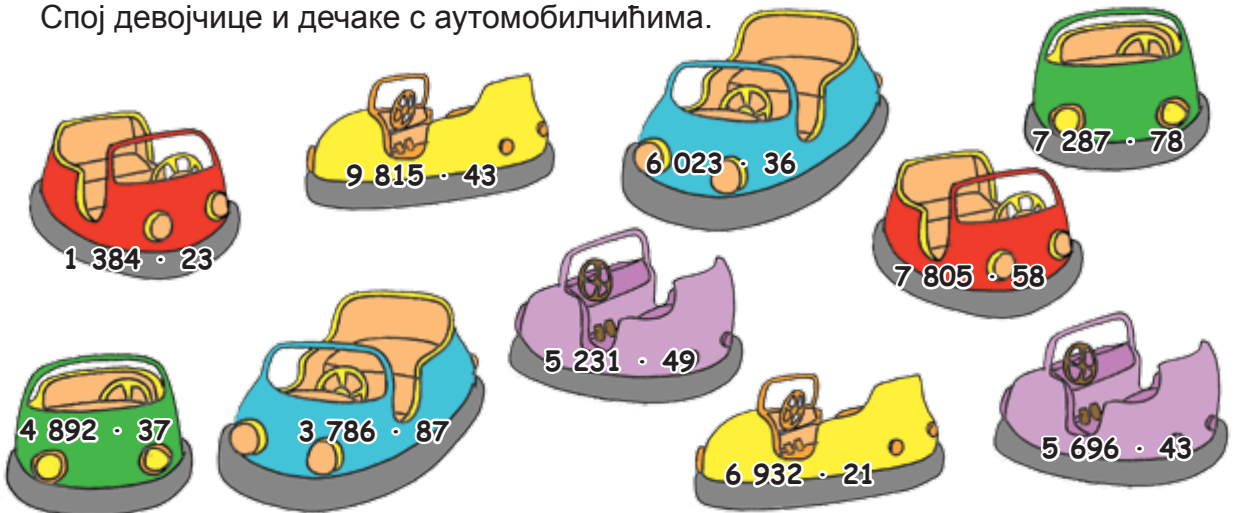 Спој девојчице и дечаке с аутомобилчићима.
7 287 · 78
9 815 · 43
6 023 · 36
1 384 · 23
7 805 · 58
5 231 · 49
4 892 · 37
3 786 · 87
5 696 · 43
6 932 · 21